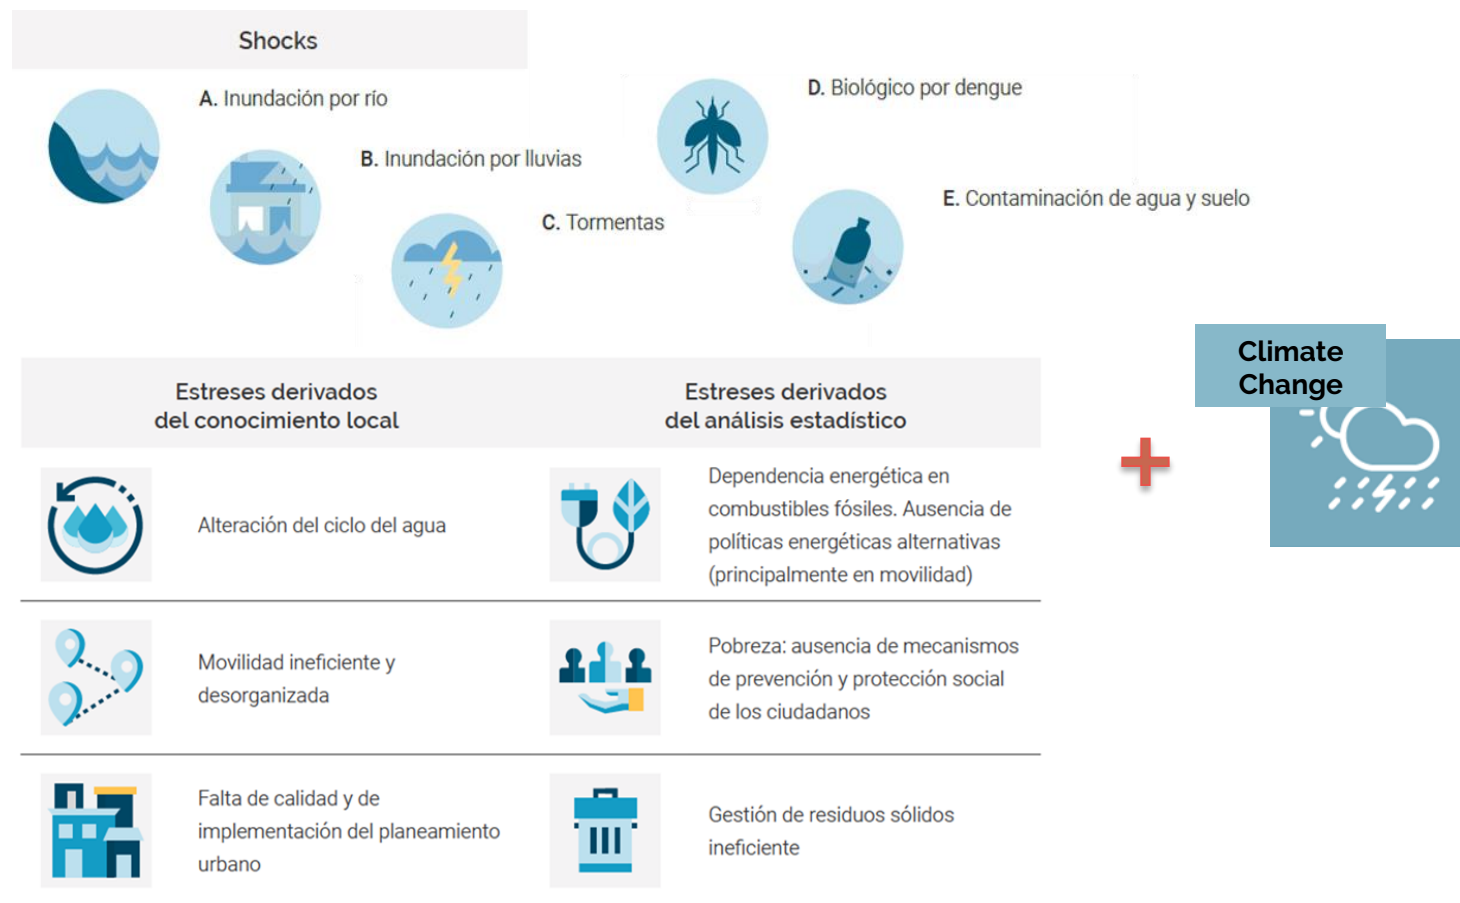 Shocks
A. Inundación por río
B. Inundación por lluvias
C. Tormentas
D. Biológico por dengue
E. Contaminación de agua y suelo
Climate
Change
Estreses derivados
del conocimiento local
Estreses derivados
del análisis estadístico
Alteración del ciclo del agua
Dependencia energética en
combustibles fósiles. Ausencia de
políticas energéticas alternativas
(principalmente en movilidad)
Movilidad ineficiente y
desorganizada
Pobreza: ausencia de mecanismos
de prevención y protección social
de los ciudadanos
Falta de calidad y de
implementación del planeamiento
urbano
Gestión de residuos sólidos
ineficiente